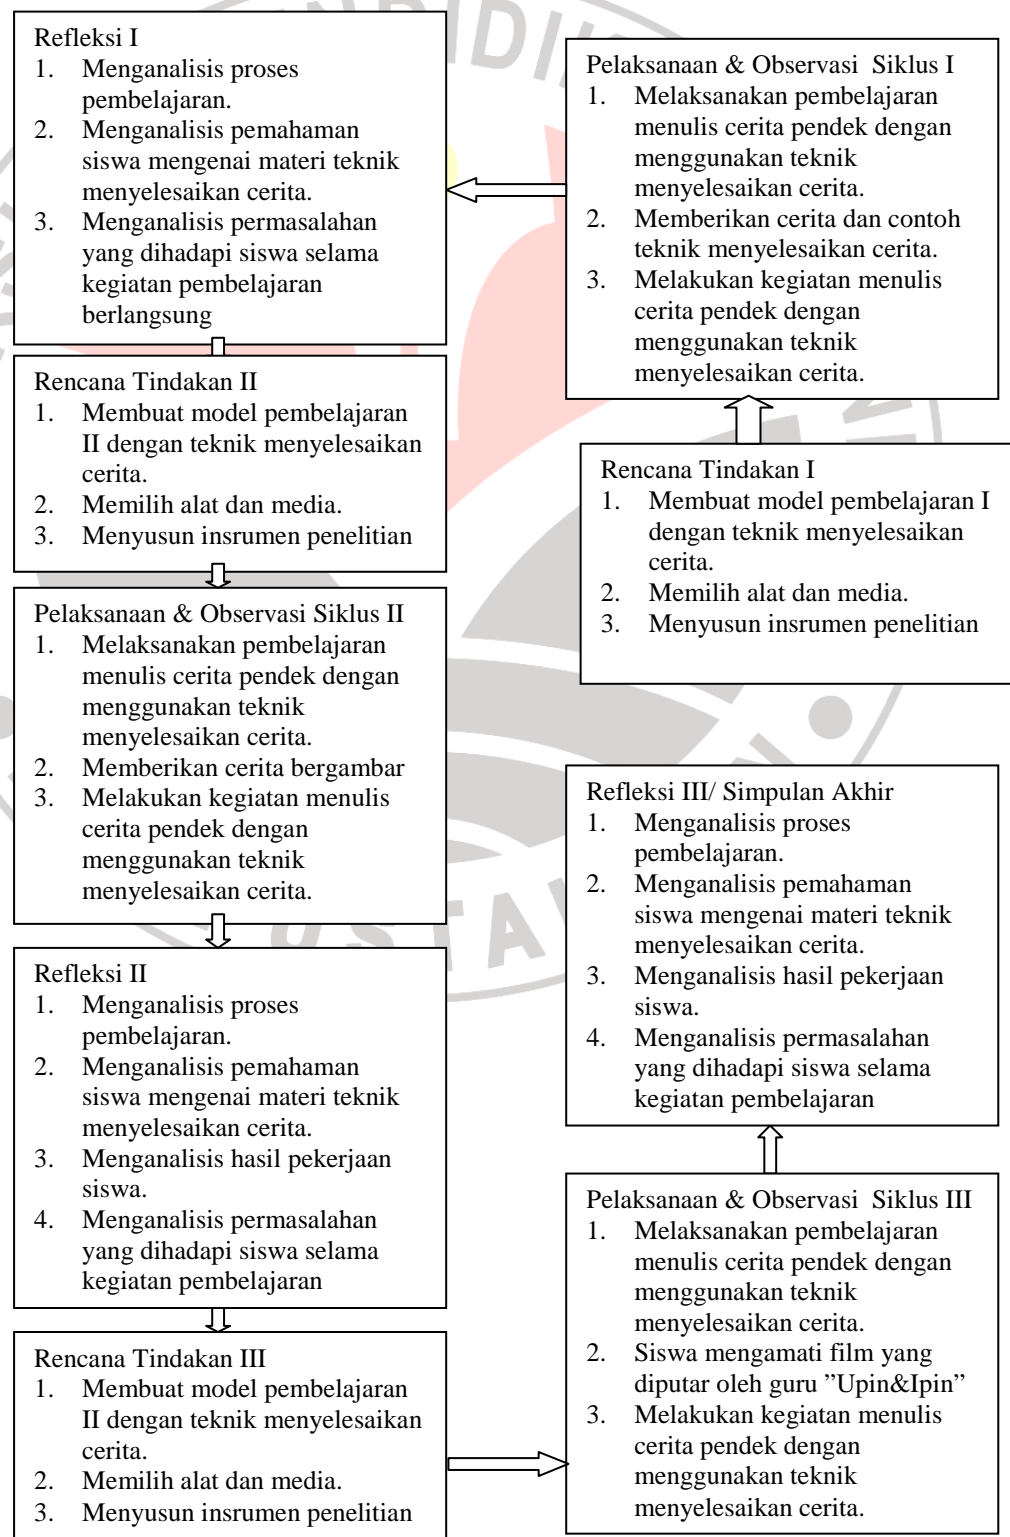 Refleksi I
1. Menganalisis proses
pembelajaran.
2. Menganalisis pemahaman
siswa mengenai materi teknik
menyelesaikan cerita.
3. Menganalisis permasalahan
yang dihadapi siswa selama
kegiatan pembelajaran
berlangsung
Rencana Tindakan II
1. Membuat model pembelajaran
II dengan teknik menyelesaikan
cerita.
2. Memilih alat dan media.
3. Menyusun insrumen penelitian
Pelaksanaan & Observasi Siklus II
1. Melaksanakan pembelajaran
menulis cerita pendek dengan
menggunakan teknik
menyelesaikan cerita.
2. Memberikan cerita bergambar
3. Melakukan kegiatan menulis
cerita pendek dengan
menggunakan teknik
menyelesaikan cerita.
Refleksi II
1. Menganalisis proses
pembelajaran.
2. Menganalisis pemahaman
siswa mengenai materi teknik
menyelesaikan cerita.
3. Menganalisis hasil pekerjaan
siswa.
4. Menganalisis permasalahan
yang dihadapi siswa selama
kegiatan pembelajaran
Rencana Tindakan III
1. Membuat model pembelajaran
II dengan teknik menyelesaikan
cerita.
2. Memilih alat dan media.
3. Menyusun insrumen penelitian
Pelaksanaan & Observasi Siklus I
1. Melaksanakan pembelajaran
menulis cerita pendek dengan
menggunakan teknik
menyelesaikan cerita.
2. Memberikan cerita dan contoh
teknik menyelesaikan cerita.
3. Melakukan kegiatan menulis
cerita pendek dengan
menggunakan teknik
menyelesaikan cerita.
Rencana Tindakan I
1. Membuat model pembelajaran I
dengan teknik menyelesaikan
cerita.
2. Memilih alat dan media.
3. Menyusun insrumen penelitian
Refleksi III/ Simpulan Akhir
1. Menganalisis proses
pembelajaran.
2. Menganalisis pemahaman
siswa mengenai materi teknik
menyelesaikan cerita.
3. Menganalisis hasil pekerjaan
siswa.
4. Menganalisis permasalahan
yang dihadapi siswa selama
kegiatan pembelajaran
Pelaksanaan & Observasi Siklus III
1. Melaksanakan pembelajaran
menulis cerita pendek dengan
menggunakan teknik
menyelesaikan cerita.
2. Siswa mengamati film yang
diputar oleh guru ”Upin&Ipin”
3. Melakukan kegiatan menulis
cerita pendek dengan
menggunakan teknik
menyelesaikan cerita.